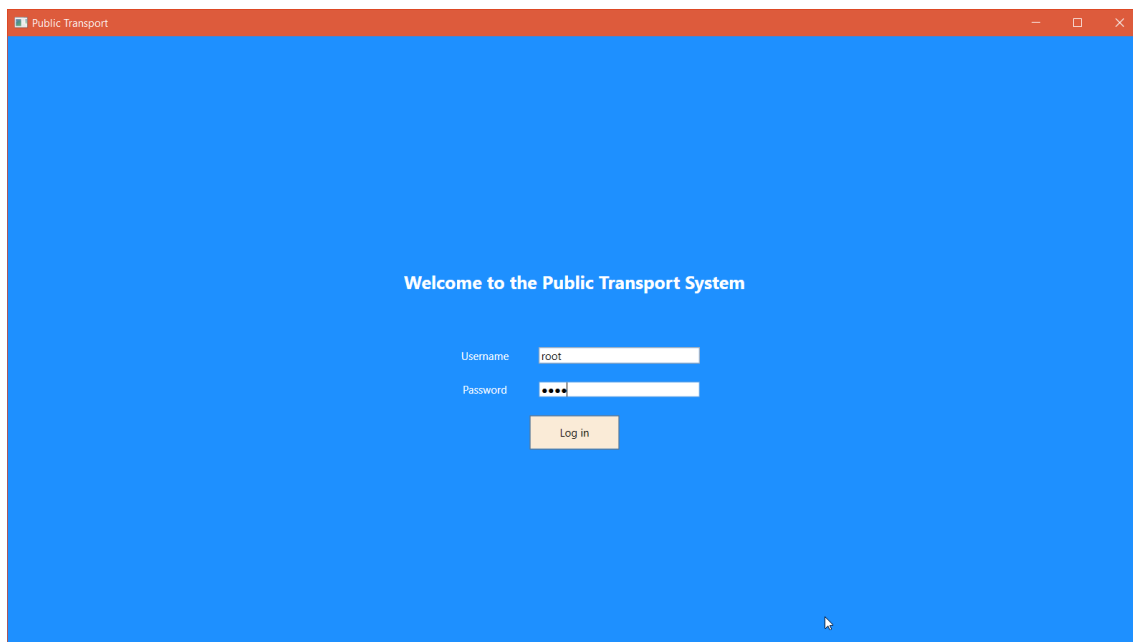 Public Transport
Welcome to the Public Transport System
Username root
Password ••••
Log in